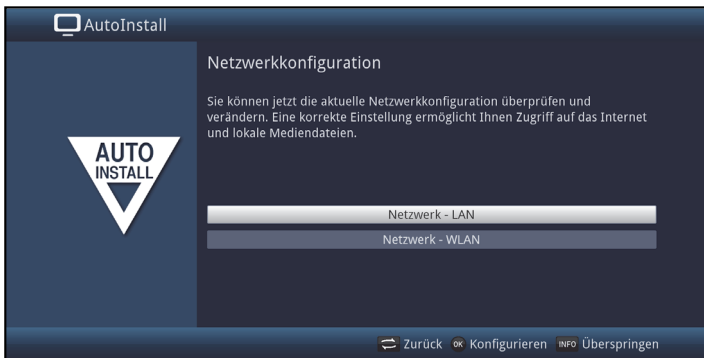 AutoInstall
Netzwerkkonfiguration
Sie können jetzt die aktuelle Netzwerkkonfiguration überprüfen und
verändern. Eine korrekte Einstellung ermöglicht Ihnen Zugriff auf das Internet
und lokale Mediendateien.
AUTO
INSTALL
Netzwerk - LAN
Netzwerk - WLAN
Zurück OK Konfigurieren INFO Überspringen